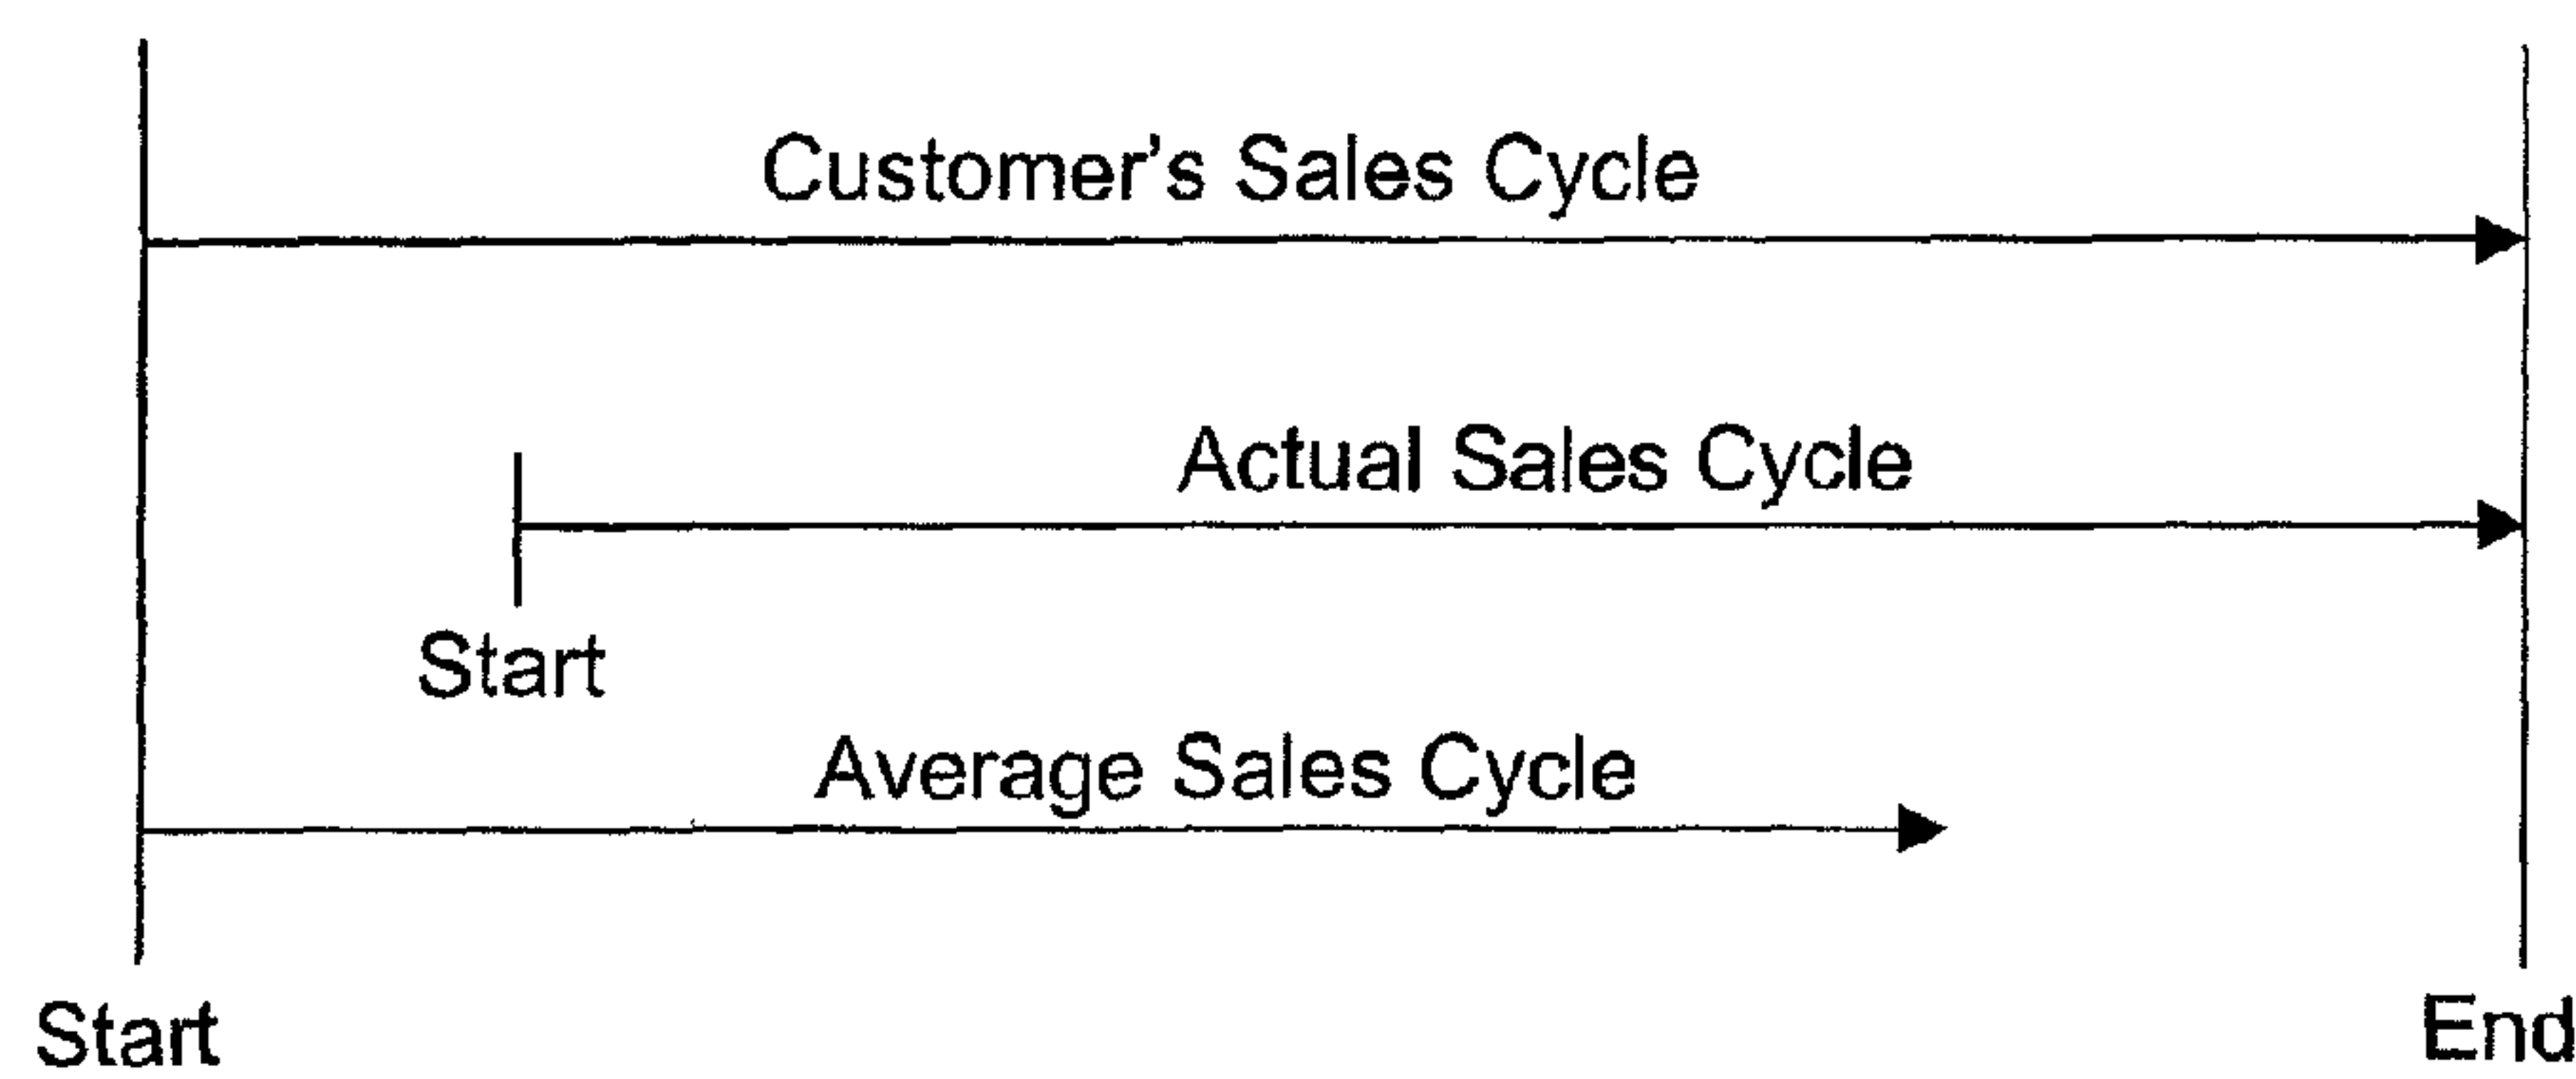 Customer's Sales Cycle
Actual Sales Cycle
Start
Average Sales Cycle
Start
End